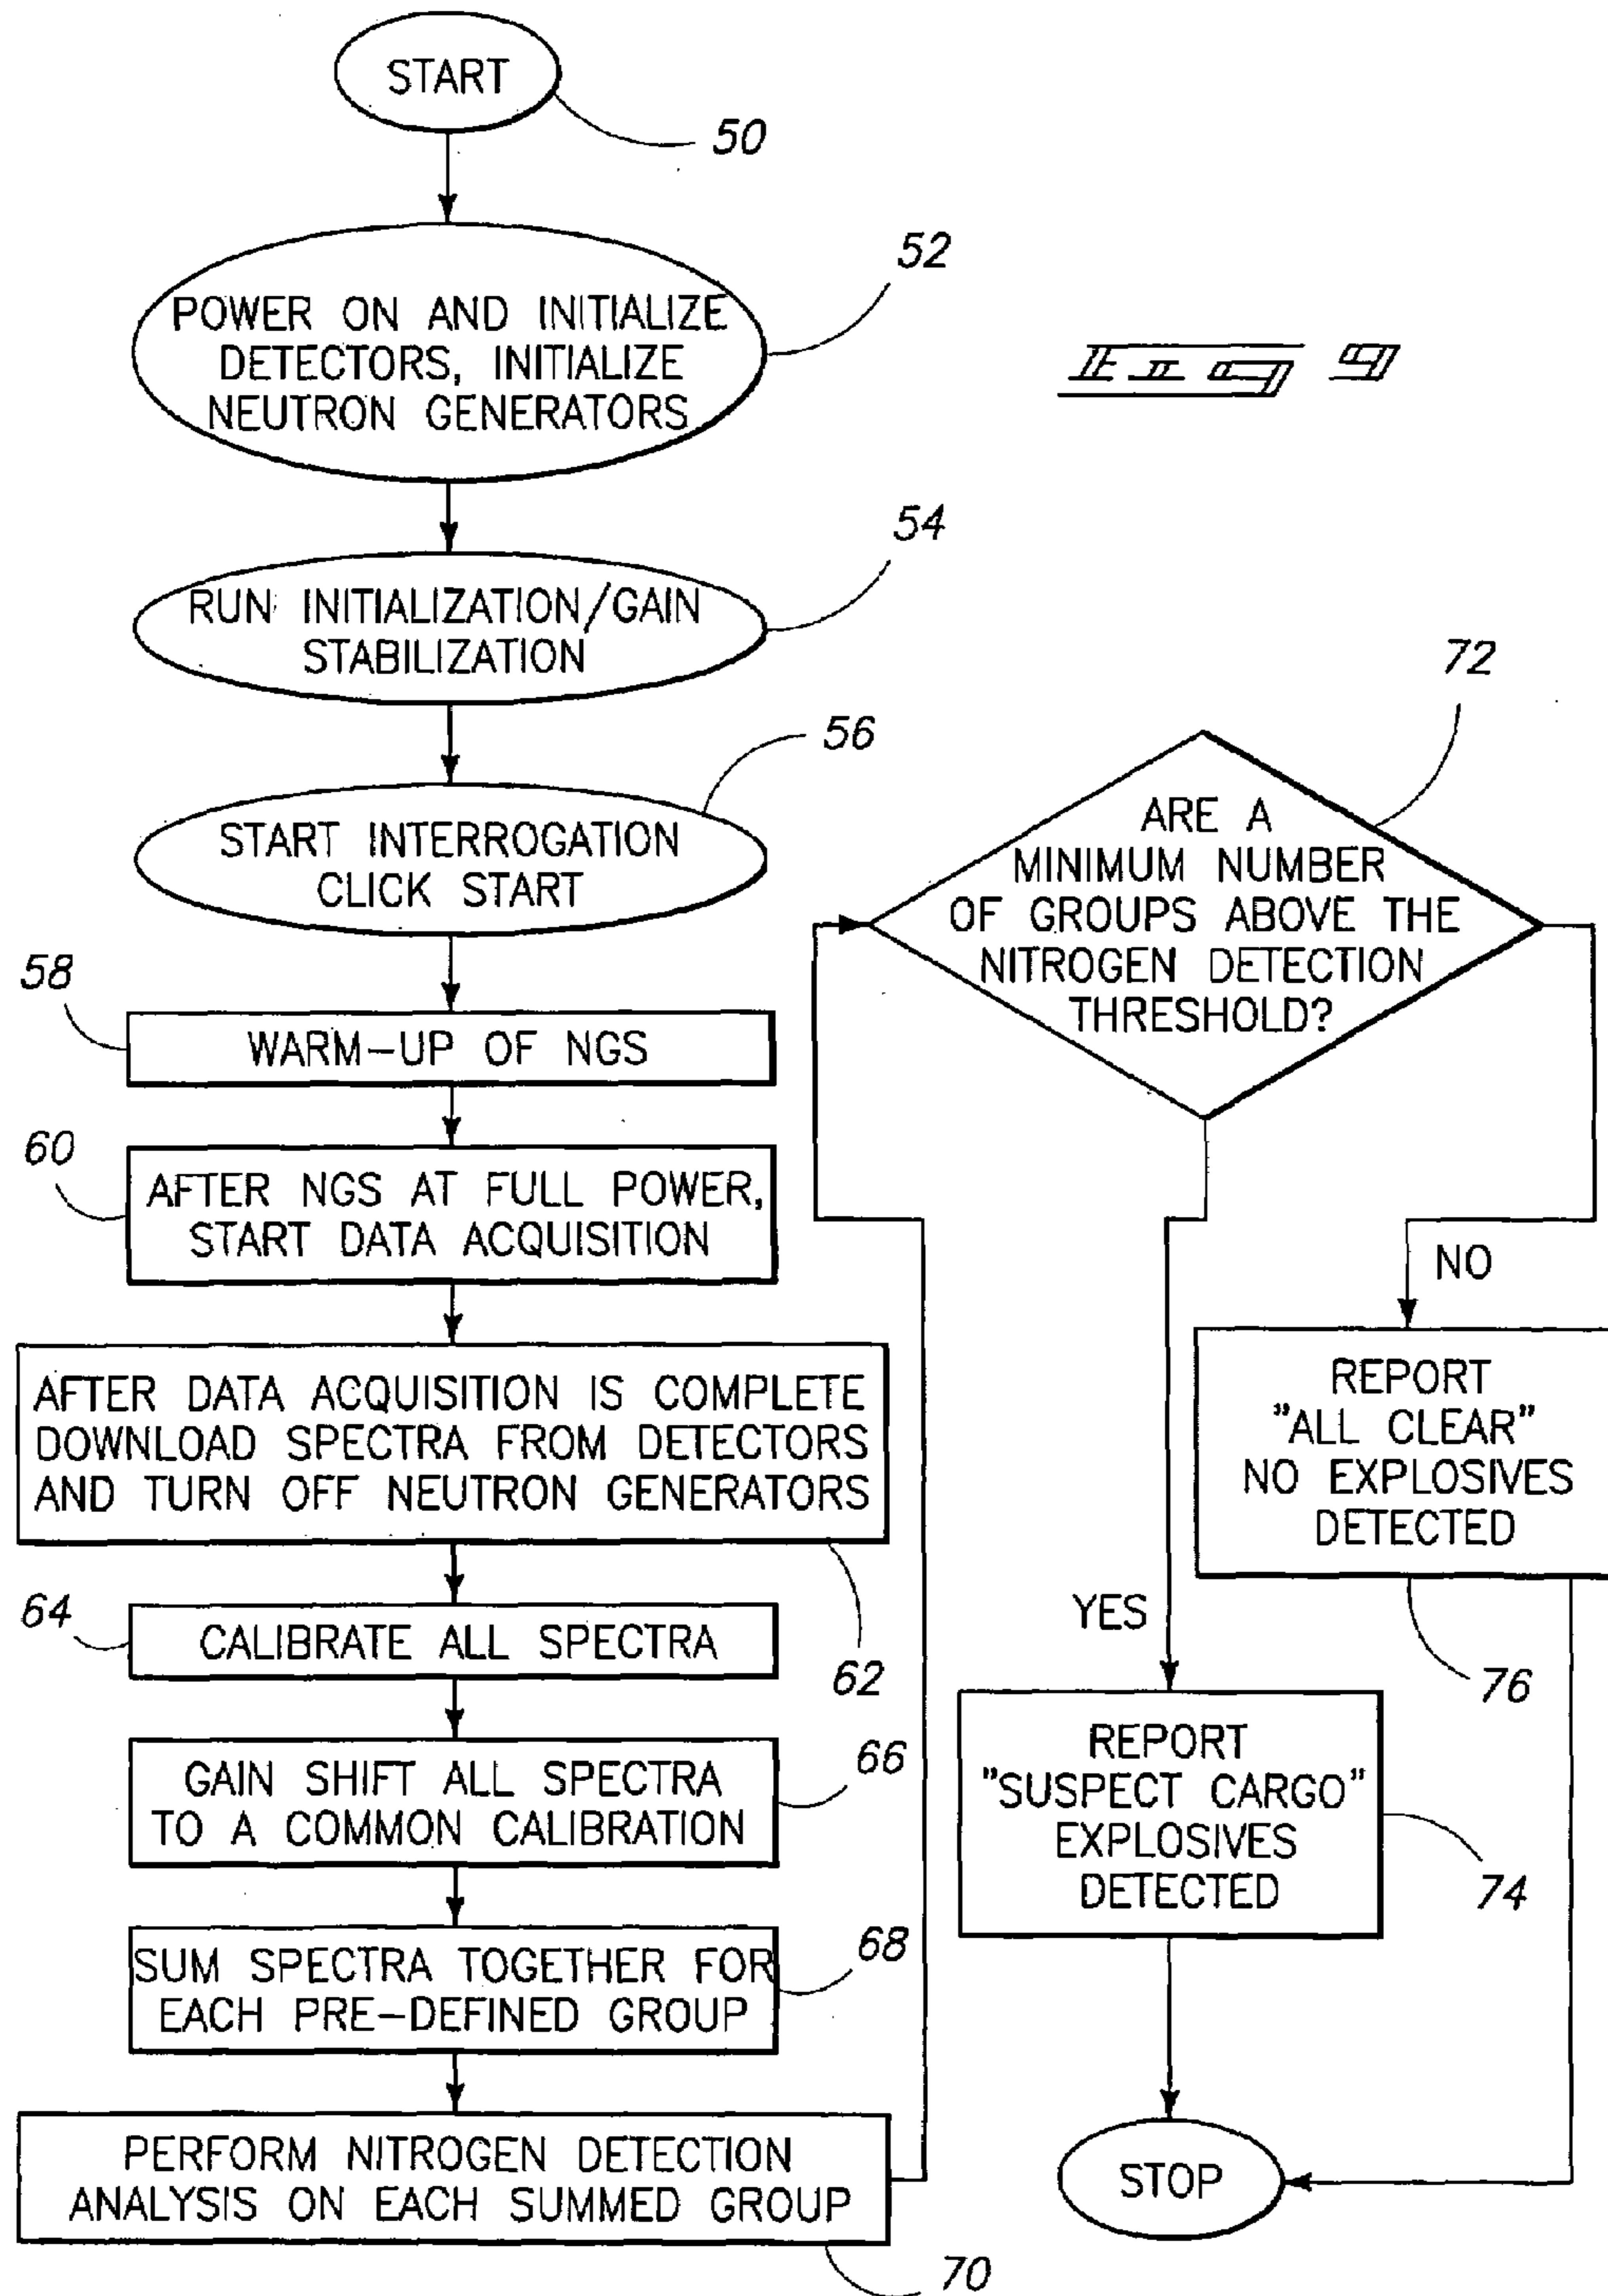 START
50
POWER ON AND INITIALIZE
DETECTORS, INITIALIZE
NEUTRON GENERATORS
52
Fig 9
RUN INITIALIZATION/GAIN
STABILIZATION
54
START INTERROGATION
CLICK START
56
58
WARM-UP OF NGS
60
AFTER NGS AT FULL POWER,
START DATA ACQUISITION
AFTER DATA ACQUISITION IS COMPLETE
DOWNLOAD SPECTRA FROM DETECTORS
AND TURN OFF NEUTRON GENERATORS
62
64
CALIBRATE ALL SPECTRA
GAIN SHIFT ALL SPECTRA
TO A COMMON CALIBRATION
66
SUM SPECTRA TOGETHER FOR
EACH PRE-DEFINED GROUP
68
PERFORM NITROGEN DETECTION
ANALYSIS ON EACH SUMMED GROUP
70
72
ARE A
MINIMUM NUMBER
OF GROUPS ABOVE THE
NITROGEN DETECTION
THRESHOLD?
NO
REPORT
"ALL CLEAR"
NO EXPLOSIVES
DETECTED
76
YES
REPORT
"SUSPECT CARGO"
EXPLOSIVES
DETECTED
74
STOP